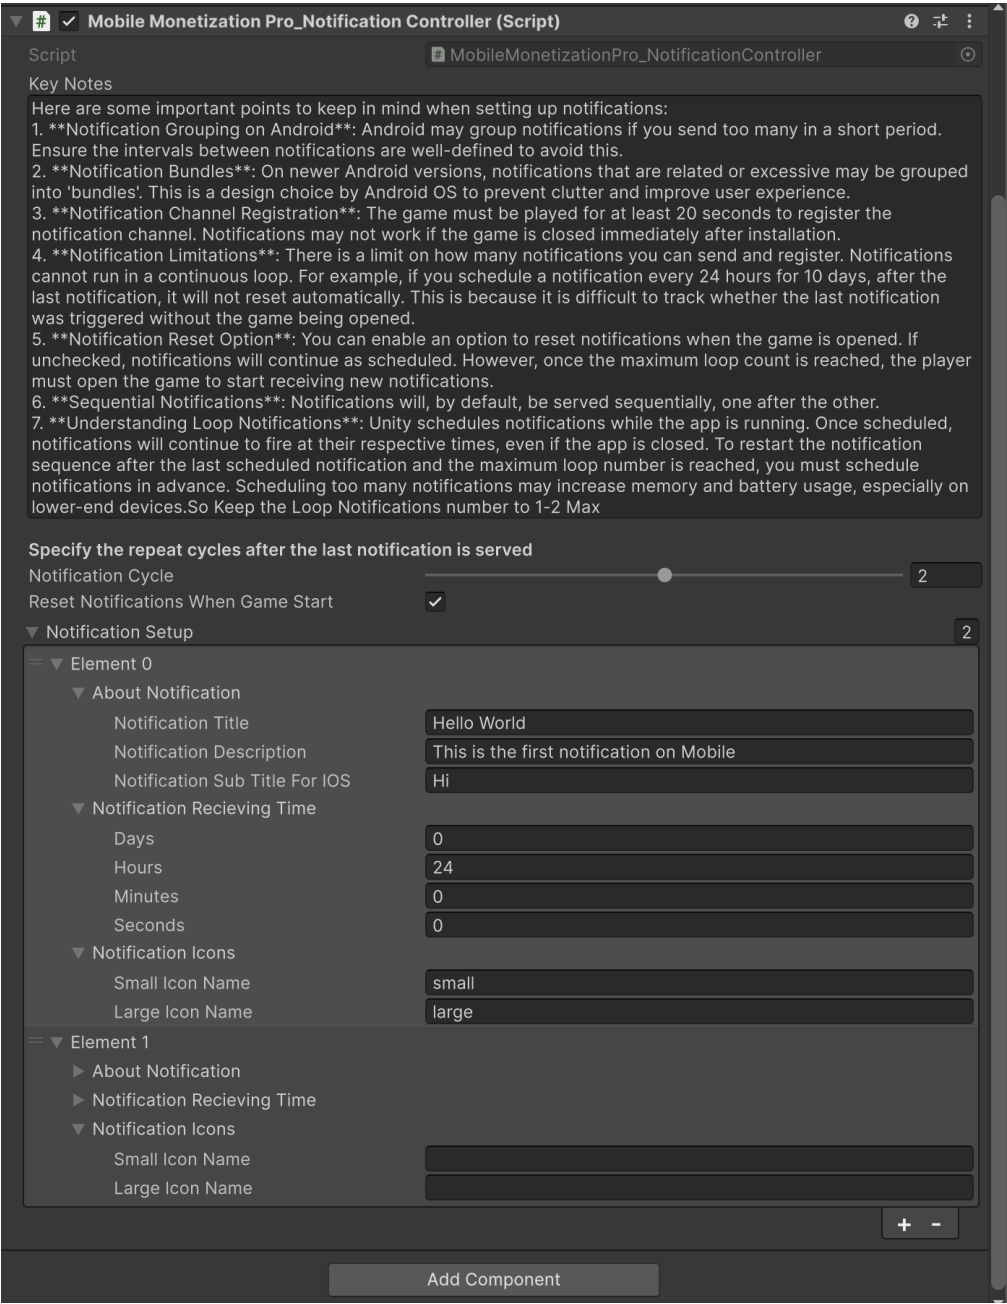 Mobile Monetization Pro_Notification Controller (Script)
Script
MobileMonetizationPro_NotificationController
Key Notes
Here are some important points to keep in mind when setting up notifications:
1. **Notification Grouping on Android**: Android may group notifications if you send too many in a short period.
Ensure the intervals between notifications are well-defined to avoid this.
2. **Notification Bundles**: On newer Android versions, notifications that are related or excessive may be grouped
into 'bundles'. This is a design choice by Android OS to prevent clutter and improve user experience.
3. **Notification Channel Registration**: The game must be played for at least 20 seconds to register the
notification channel. Notifications may not work if the game is closed immediately after installation.
4. **Notification Limitations**: There is a limit on how many notifications you can send and register. Notifications
cannot run in a continuous loop. For example, if you schedule a notification every 24 hours for 10 days, after the
last notification, it will not reset automatically. This is because it is difficult to track whether the last notification
was triggered without the game being opened.
5. **Notification Reset Option**: You can enable an option to reset notifications when the game is opened. If
unchecked, notifications will continue as scheduled. However, once the maximum loop count is reached, the player
must open the game to start receiving new notifications.
6. **Sequential Notifications**: Notifications will, by default, be served sequentially, one after the other.
7. **Understanding Loop Notifications**: Unity schedules notifications while the app is running. Once scheduled,
notifications will continue to fire at their respective times, even if the app is closed. To restart the notification
sequence after the last scheduled notification and the maximum loop number is reached, you must schedule
notifications in advance. Scheduling too many notifications may increase memory and battery usage, especially on
lower-end devices.So Keep the Loop Notifications number to 1-2 Max
Specify the repeat cycles after the last notification is served
Notification Cycle 2
Reset Notifications When Game Start
Notification Setup 2
Element 0
About Notification
Notification Title Hello World
Notification Description This is the first notification on Mobile
Notification Sub Title For IOS Hi
Notification Recieving Time
Days 0
Hours 24
Minutes 0
Seconds 0
Notification Icons
Small Icon Name small
Large Icon Name large
Element 1
About Notification
Notification Recieving Time
Notification Icons
Small Icon Name
Large Icon Name
+ -
Add Component